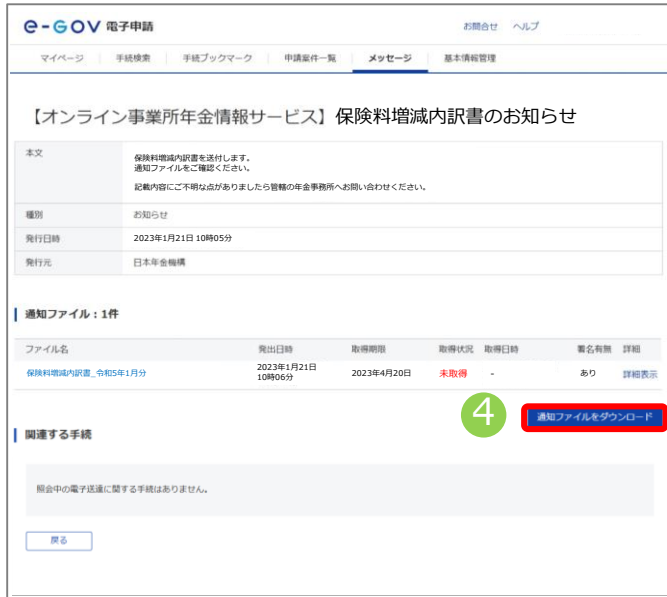 e-GOV 電子申請
お問合せ ヘルプ
マイページ 手続検索 手続ブックマーク 申請案件一覧 メッセージ 基本情報管理
【オンライン事業所年金情報サービス】保険料増減内訳書のお知らせ
本文
保険料増減内訳書を送付します。
通知ファイルをご確認ください。
記載内容にご不明な点がありましたら管轄の年金事務所へお問い合わせください。
種別 お知らせ
発行日時 2023年1月21日 10時05分
発行元 日本年金機構
通知ファイル：1件
ファイル名 発出日時 取得期限 取得状況 取得日時 署名有無 詳細
保険料増減内訳書_令和5年1月分 2023年1月21日 10時06分 2023年4月20日 未取得 - あり 詳細表示
4 通知ファイルをダウンロード
関連する手続
照会中の電子送達に関する手続はありません。
戻る